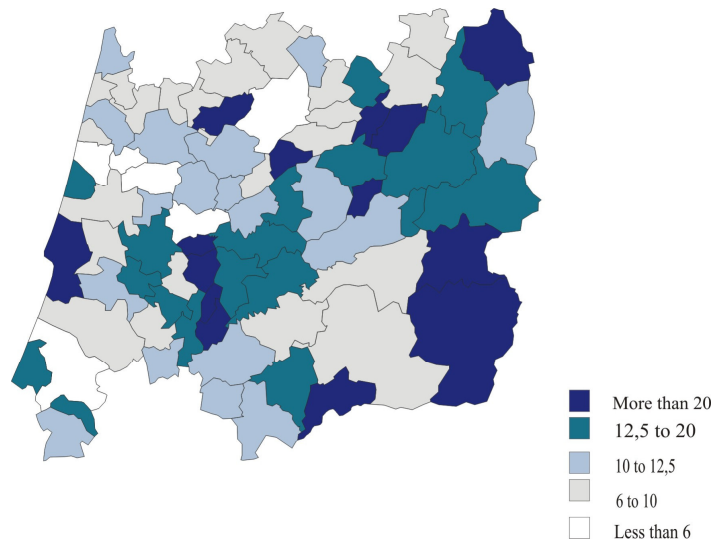 More than 20
12,5 to 20
10 to 12,5
6 to 10
Less than 6